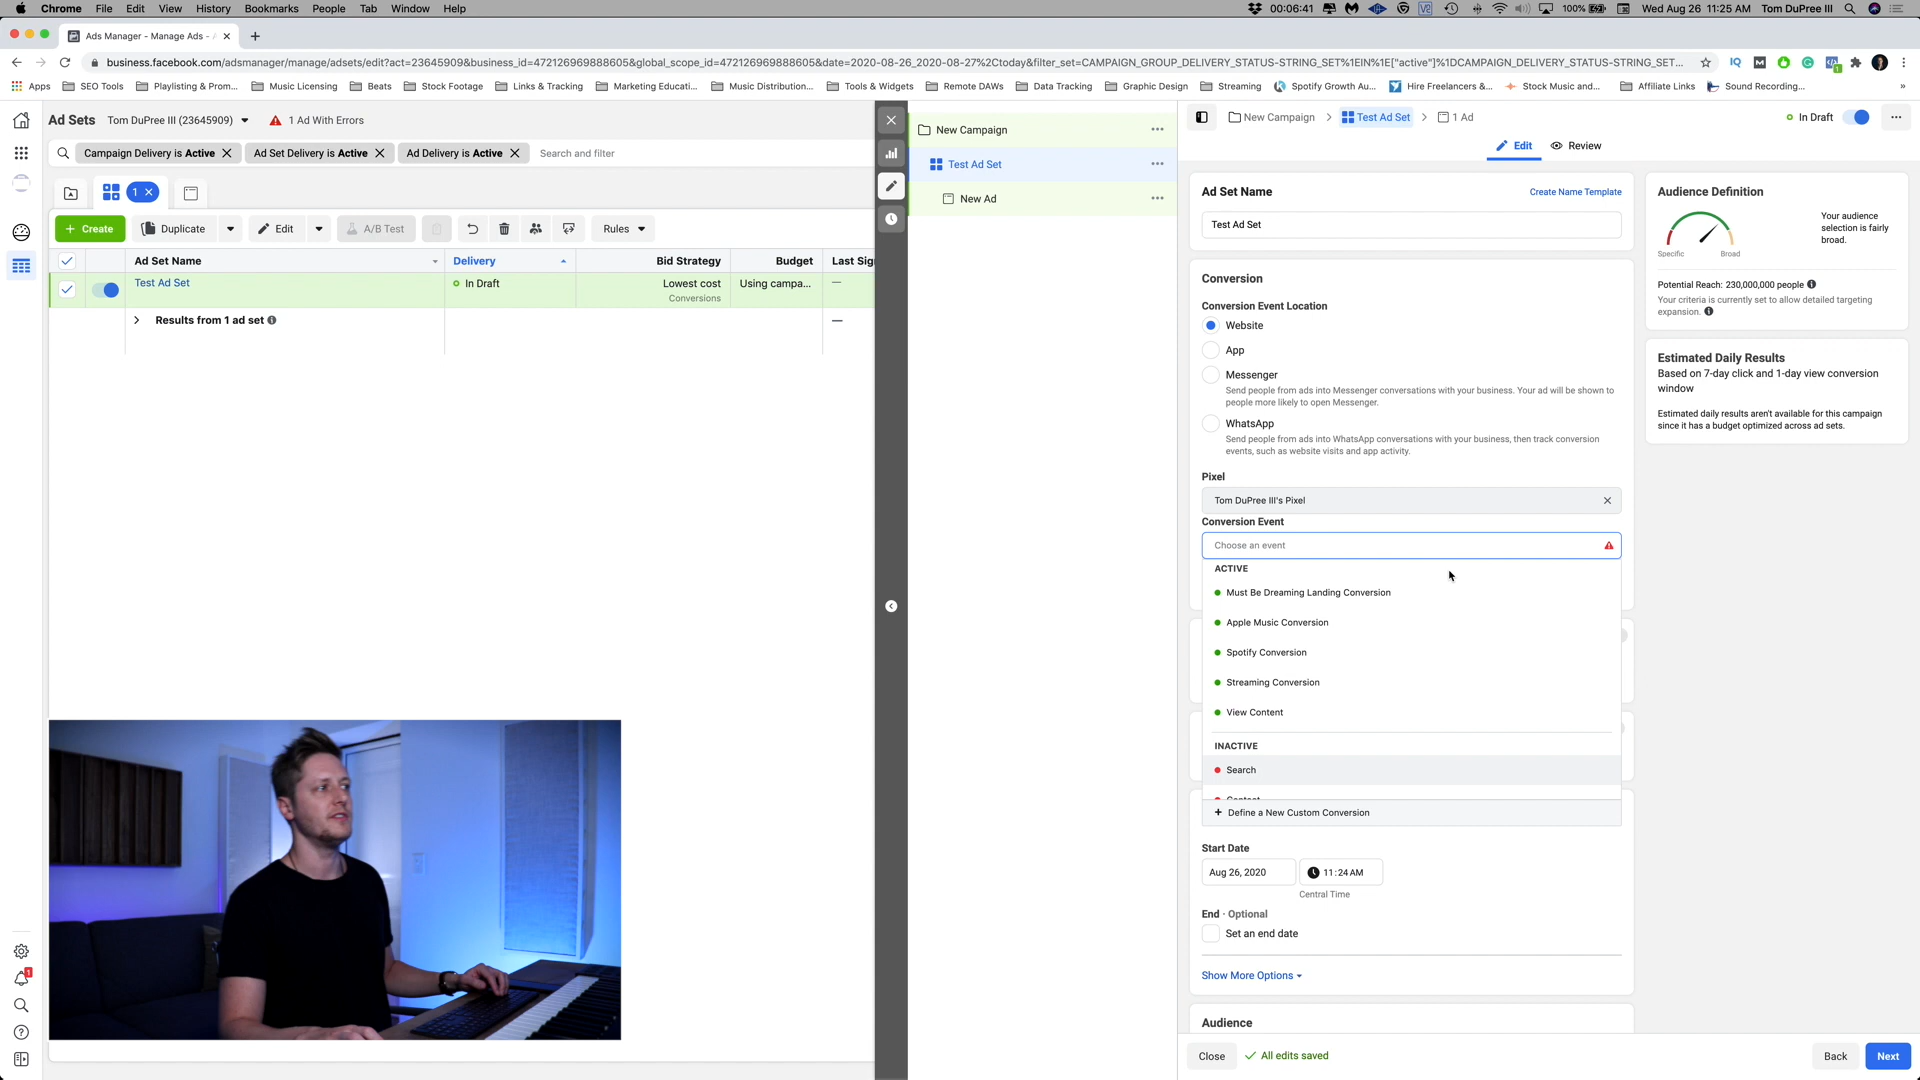 Chrome File Edit View History Bookmarks People Tab Window Help 00:06:41 100% Wed Aug 26 11:25 AM Tom DuPree III
Ads Manager - Manage Ads -
business.facebook.com/adsmanager/manage/adsets/edit?act=23645909&business_id=472126969888605&global_scope_id=472126969888605&date=2020-08-26_2020-08-27%2Ctoday&filter_set=CAMPAIGN_GROUP_DELIVERY_STATUS-STRING_SET%1EIN%1E["active"]%1DCAMPAIGN_DELIVERY_STATUS-STRING_SET...
Apps SEO Tools Playlisting & Prom... Music Licensing Beats Stock Footage Links & Tracking Marketing Educati... Music Distribution... Tools & Widgets Remote DAWs Data Tracking Graphic Design Streaming Spotify Growth Au... Hire Freelancers &... Stock Music and... Affiliate Links Sound Recording... »
Ad Sets Tom DuPree III (23645909) 1 Ad With Errors
Campaign Delivery is Active Ad Set Delivery is Active Ad Delivery is Active Search and filter
1
Create Duplicate Edit A/B Test Rules
Ad Set Name Delivery Bid Strategy Budget Last Sig
Test Ad Set In Draft Lowest cost Using campa... —
Conversions
Results from 1 ad set —
New Campaign
Test Ad Set
New Ad
New Campaign Test Ad Set 1 Ad In Draft
Edit Review
Ad Set Name Create Name Template
Test Ad Set
Conversion
Conversion Event Location
Website
App
Messenger
Send people from ads into Messenger conversations with your business. Your ad will be shown to
people more likely to open Messenger.
WhatsApp
Send people from ads into WhatsApp conversations with your business, then track conversion
events, such as website visits and app activity.
Pixel
Tom DuPree III's Pixel
Conversion Event
Choose an event
ACTIVE
Must Be Dreaming Landing Conversion
Apple Music Conversion
Spotify Conversion
Streaming Conversion
View Content
INACTIVE
Search
Define a New Custom Conversion
Start Date
Aug 26, 2020 11:24 AM
Central Time
End · Optional
Set an end date
Show More Options
Audience
Close All edits saved Back Next
Audience Definition
Your audience
selection is fairly
broad.
Specific Broad
Potential Reach: 230,000,000 people
Your criteria is currently set to allow detailed targeting
expansion.
Estimated Daily Results
Based on 7-day click and 1-day view conversion
window
Estimated daily results aren't available for this campaign
since it has a budget optimized across ad sets.